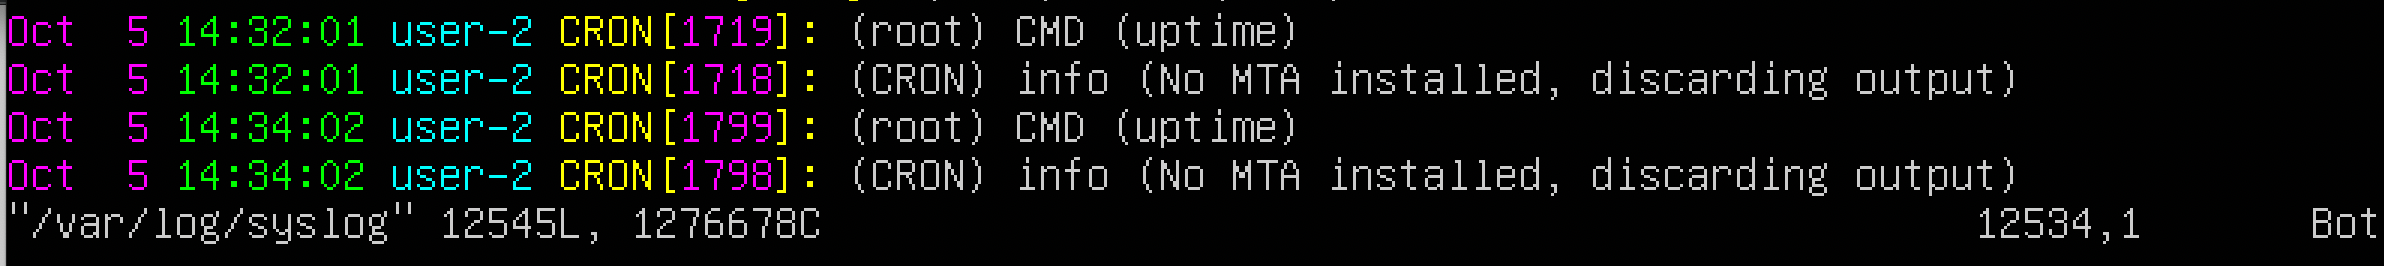 Oct  5 14:32:01 user-2 CRON[1719]: (root) CMD (uptime)
Oct  5 14:32:01 user-2 CRON[1718]: (CRON) info (No MTA installed, discarding output)
Oct  5 14:34:02 user-2 CRON[1799]: (root) CMD (uptime)
Oct  5 14:34:02 user-2 CRON[1798]: (CRON) info (No MTA installed, discarding output)
"/var/log/syslog" 12545L, 1276678C 12534,1 Bot